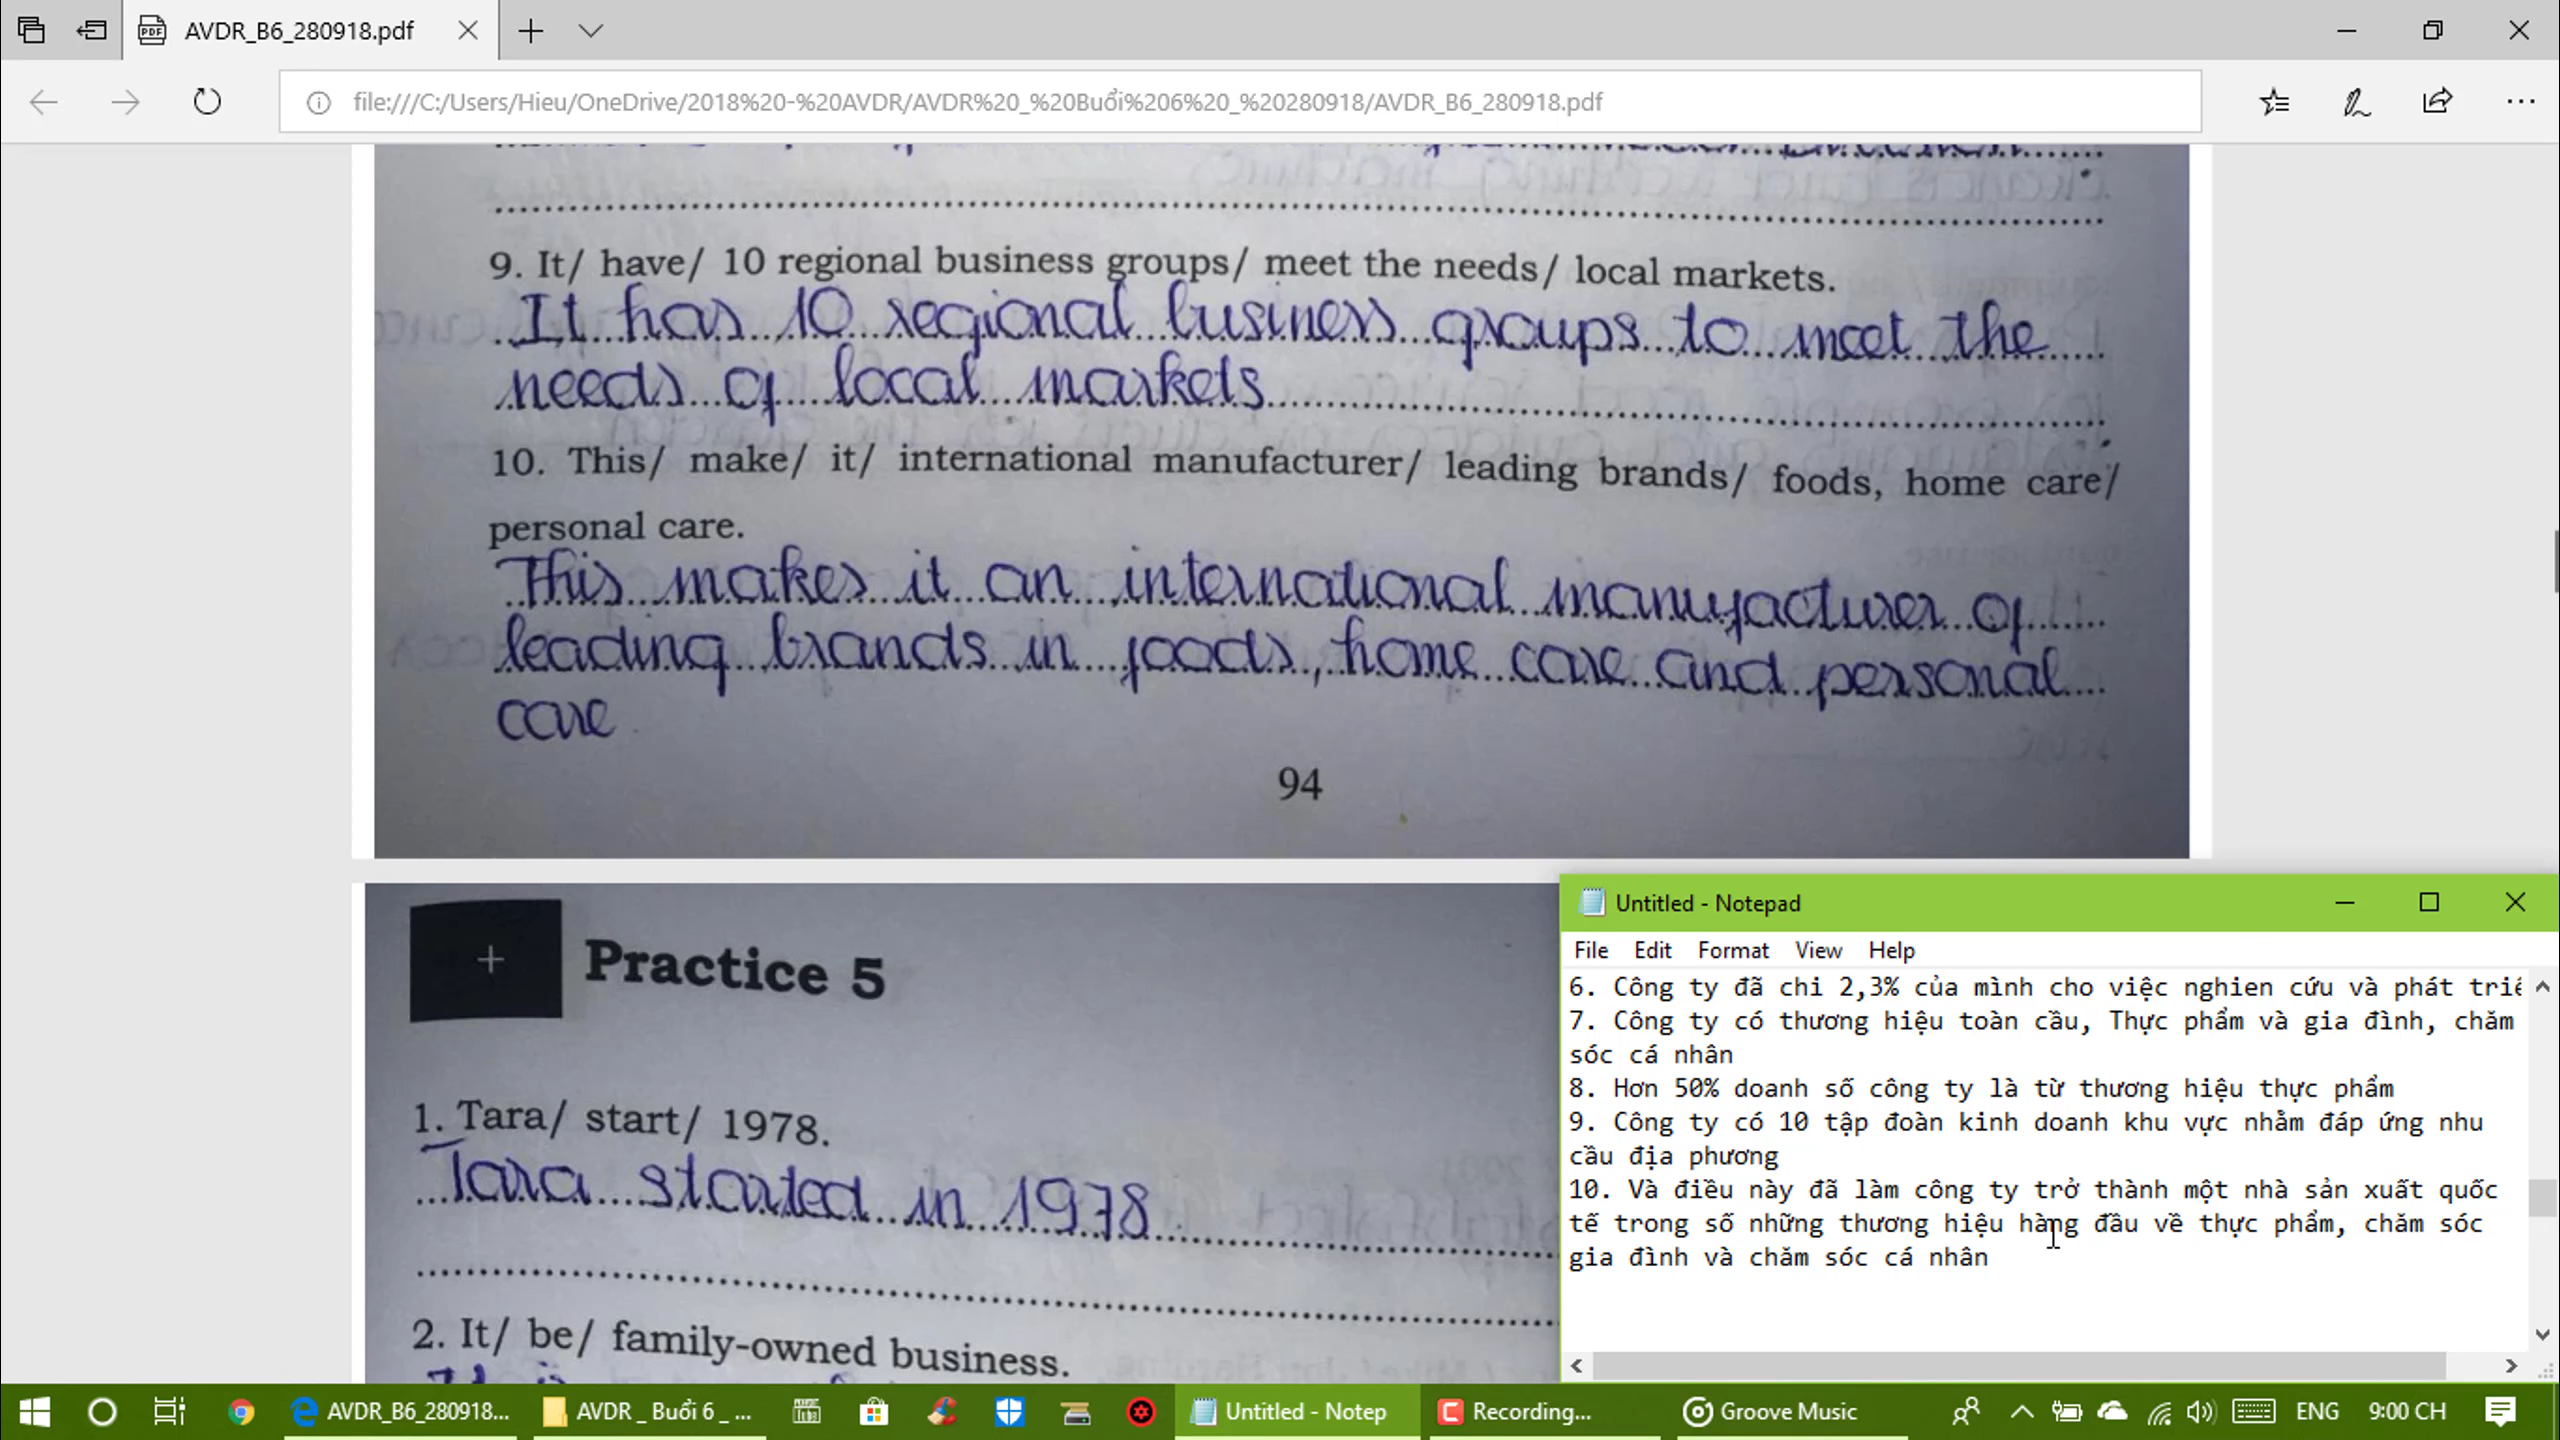 AVDR_B6_280918.pdf
file:///C:/Users/Hieu/OneDrive/2018%20-%20AVDR/AVDR%20_%20Buổi%206%20_%20280918/AVDR_B6_280918.pdf
9. It/ have/ 10 regional business groups/ meet the needs/ local markets.
It has 10 regional business groups to meet the
needs of local markets
10. This/ make/ it/ international manufacturer/ leading brands/ foods, home care/
personal care.
This makes it an international manufacturer of
leading brands in foods, home care and personal
care
94
Practice 5
1. Tara/ start/ 1978.
Tara started in 1978.
2. It/ be/ family-owned business.
Untitled - Notepad
File Edit Format View Help
6. Công ty đã chi 2,3% của mình cho việc nghien cứu và phát
7. Công ty có thương hiệu toàn cầu, Thực phẩm và gia đình, chăm
sóc cá nhân
8. Hơn 50% doanh số công ty là từ thương hiệu thực phẩm
9. Công ty có 10 tập đoàn kinh doanh khu vực nhằm đáp ứng nhu
cầu địa phương
10. Và điều này đã làm công ty trở thành một nhà sản xuất quốc
tế trong số những thương hiệu hàng đầu về thực phẩm, chăm sóc
gia đình và chăm sóc cá nhân
AVDR_B6_280918... AVDR _ Buổi 6 _ ... Untitled - Notep Recording... Groove Music ENG 9:00 CH